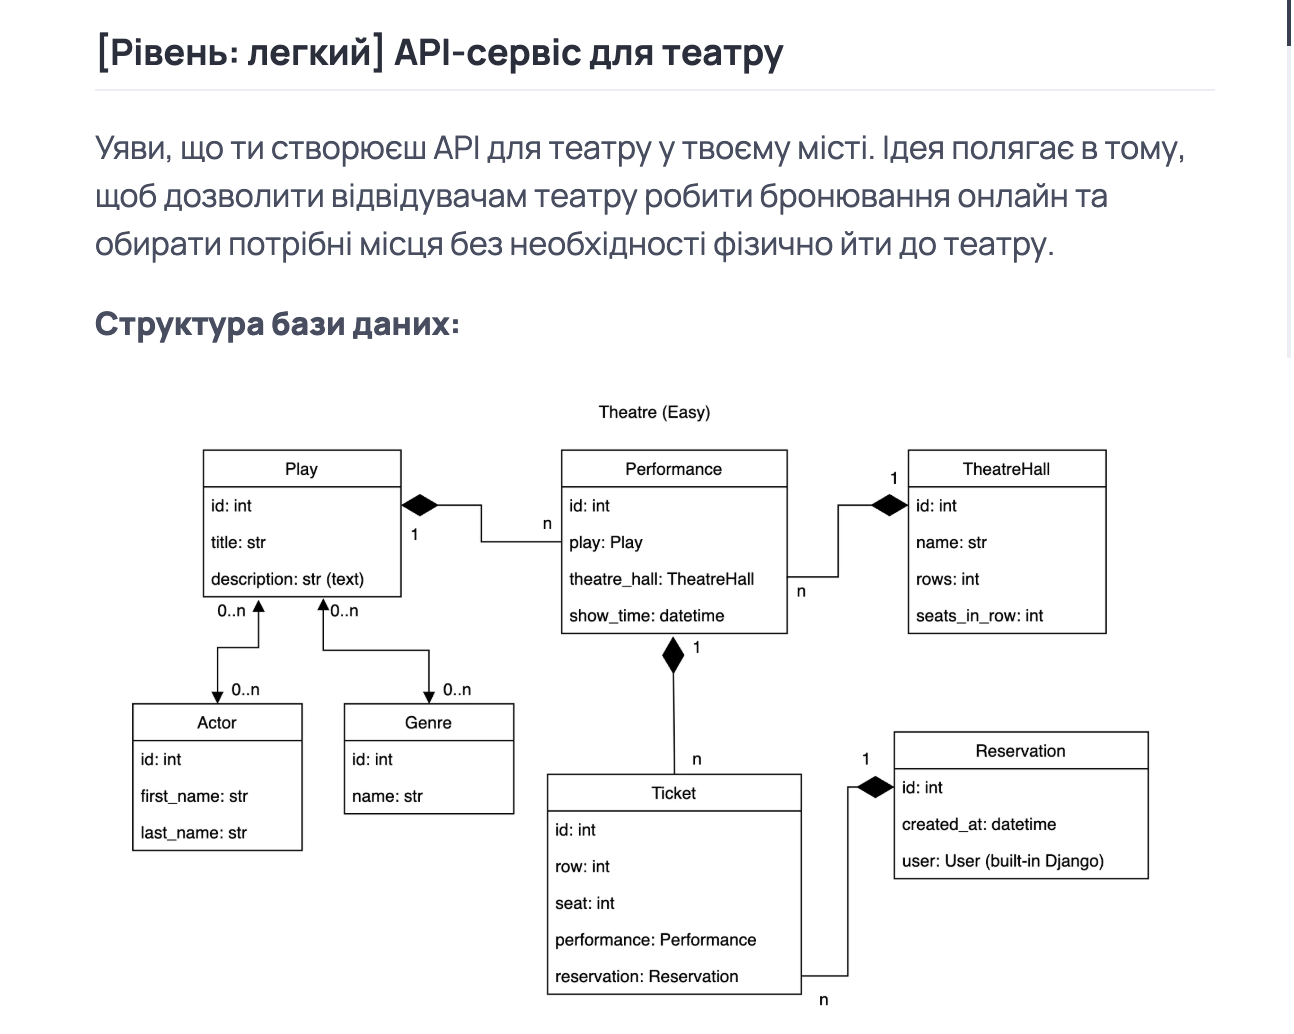 [Рівень: легкий] API-сервіс для театру
Уяви, що ти створюєш API для театру у твоєму місті. Ідея полягає в тому,
щоб дозволити відвідувачам театру робити бронювання онлайн та
обирати потрібні місця без необхідності фізично йти до театру.
Структура бази даних:
Theatre (Easy)
Play
id: int
title: str
description: str (text)
1
n
Performance
id: int
play: Play
theatre_hall: TheatreHall
show_time: datetime
1
n
TheatreHall
id: int
name: str
rows: int
seats_in_row: int
0..n
0..n
0..n
0..n
Actor
id: int
first_name: str
last_name: str
Genre
id: int
name: str
1
n
Ticket
id: int
row: int
seat: int
performance: Performance
reservation: Reservation
1
n
Reservation
id: int
created_at: datetime
user: User (built-in Django)